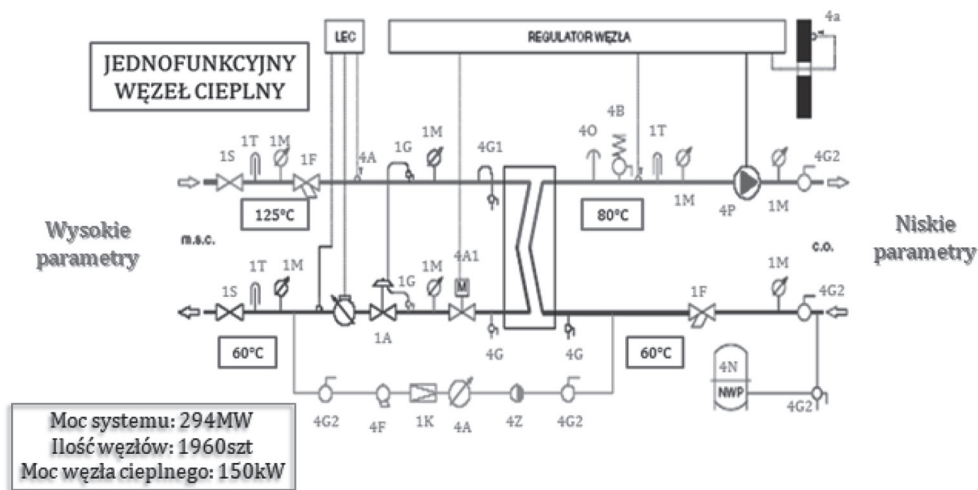 4a
LEC
REGULATOR WĘZŁA
JEDNOFUNKCYJNY
WĘZEŁ CIEPLNY
4B
1T
1M
1G
1M
4G1
4O
1T
1S
1F
4A
4G2
125°C
80°C
1M
4P
1M
Wysokie
parametry
m.s.c.
Niskie
parametry
c.o.
1T
1M
4A1
1G
1M
M
1M
4G2
1S
1F
1A
60°C
4G
4G
60°C
4N
NWP
4G2
4F
1K
4A
4Z
4G2
4G2
Moc systemu: 294MW
Ilość węzłów: 1960szt
Moc węzła cieplnego: 150kW